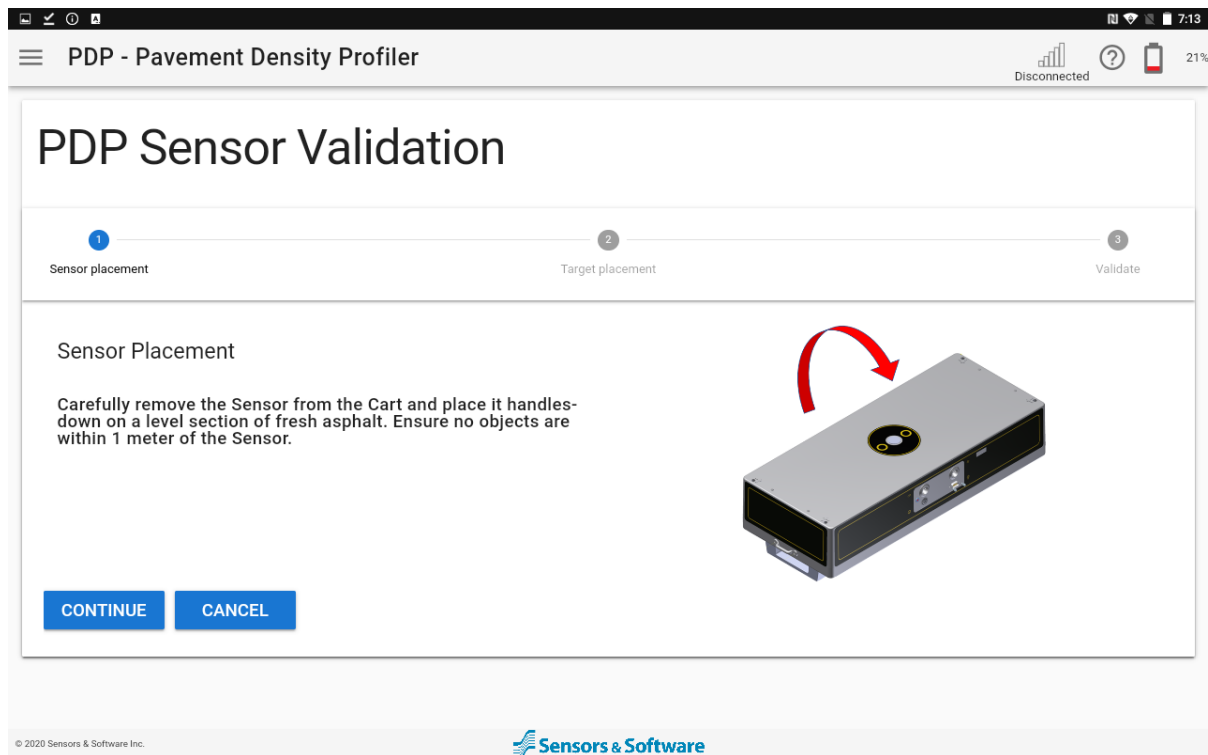 7:13
PDP - Pavement Density Profiler
Disconnected
21%
PDP Sensor Validation
1
2
3
Sensor placement
Target placement
Validate
Sensor Placement
Carefully remove the Sensor from the Cart and place it handles-
down on a level section of fresh asphalt. Ensure no objects are
within 1 meter of the Sensor.
CONTINUE
CANCEL
© 2020 Sensors & Software Inc.
Sensors & Software